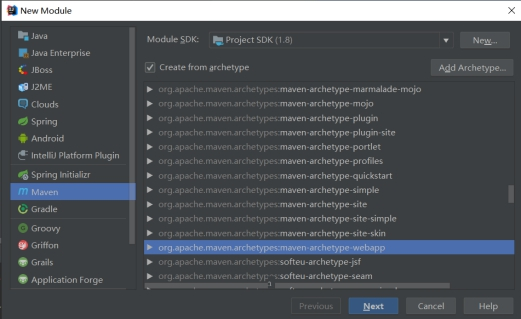 New Module
Java
Java Enterprise
JBoss
J2ME
Clouds
Spring
Android
IntelliJ Platform Plugin
Spring Initializr
Maven
Gradle
Groovy
Griffon
Grails
Application Forge
Module SDK: Project SDK (1.8) New...
Create from archetype Add Archetype...
org.apache.maven.archetypes:maven-archetype-marmalade-mojo
org.apache.maven.archetypes:maven-archetype-mojo
org.apache.maven.archetypes:maven-archetype-plugin
org.apache.maven.archetypes:maven-archetype-plugin-site
org.apache.maven.archetypes:maven-archetype-portlet
org.apache.maven.archetypes:maven-archetype-profiles
org.apache.maven.archetypes:maven-archetype-quickstart
org.apache.maven.archetypes:maven-archetype-simple
org.apache.maven.archetypes:maven-archetype-site
org.apache.maven.archetypes:maven-archetype-site-simple
org.apache.maven.archetypes:maven-archetype-site-skin
org.apache.maven.archetypes:maven-archetype-webapp
org.apache.maven.archetypes:softeu-archetype-jsf
org.apache.maven.archetypes:softeu-archetype-seam
1
Previous Next Cancel Help